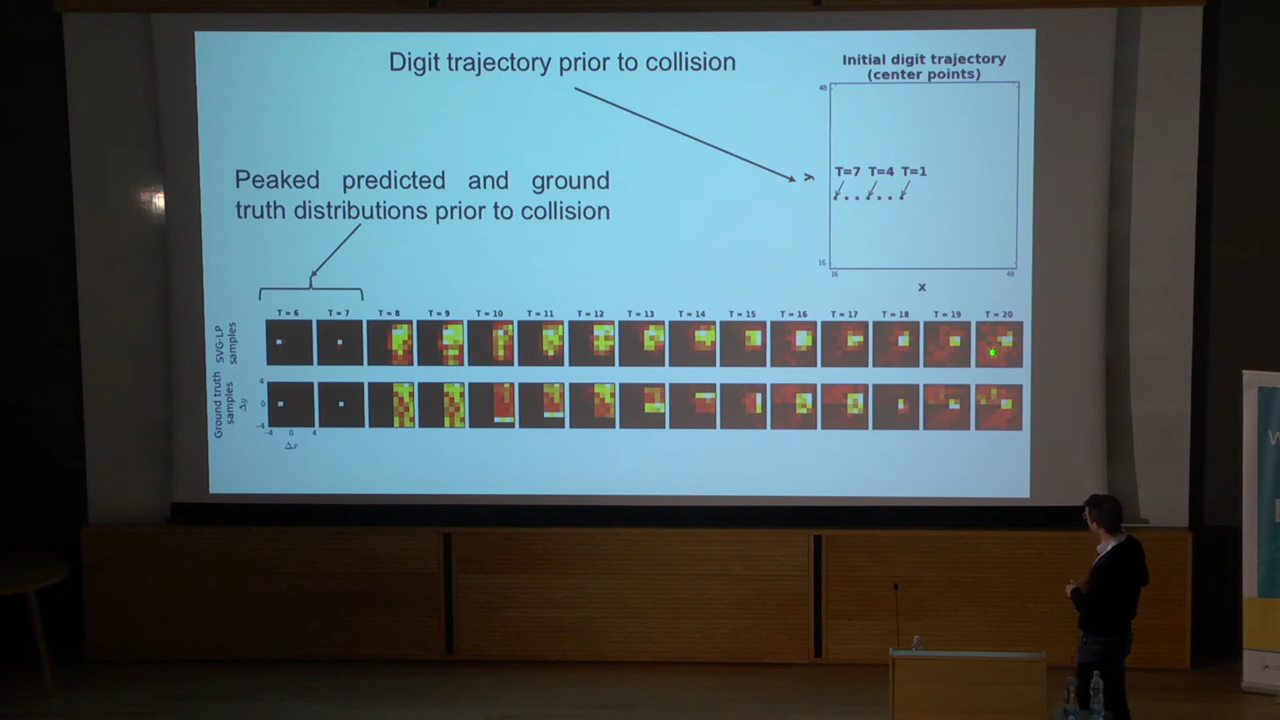 Digit trajectory prior to collision
Initial digit trajectory
(center points)
48
T=7 T=4 T=1
y
16
16
48
x
Peaked predicted and ground
truth distributions prior to collision
T = 6 T = 7 T = 8 T = 9 T = 10 T = 11 T = 12 T = 13 T = 14 T = 15 T = 16 T = 17 T = 18 T = 19 T = 20
SVG-LP
samples
Ground truth
samples
Δy
4
0
−4
−4 0 4
Δx